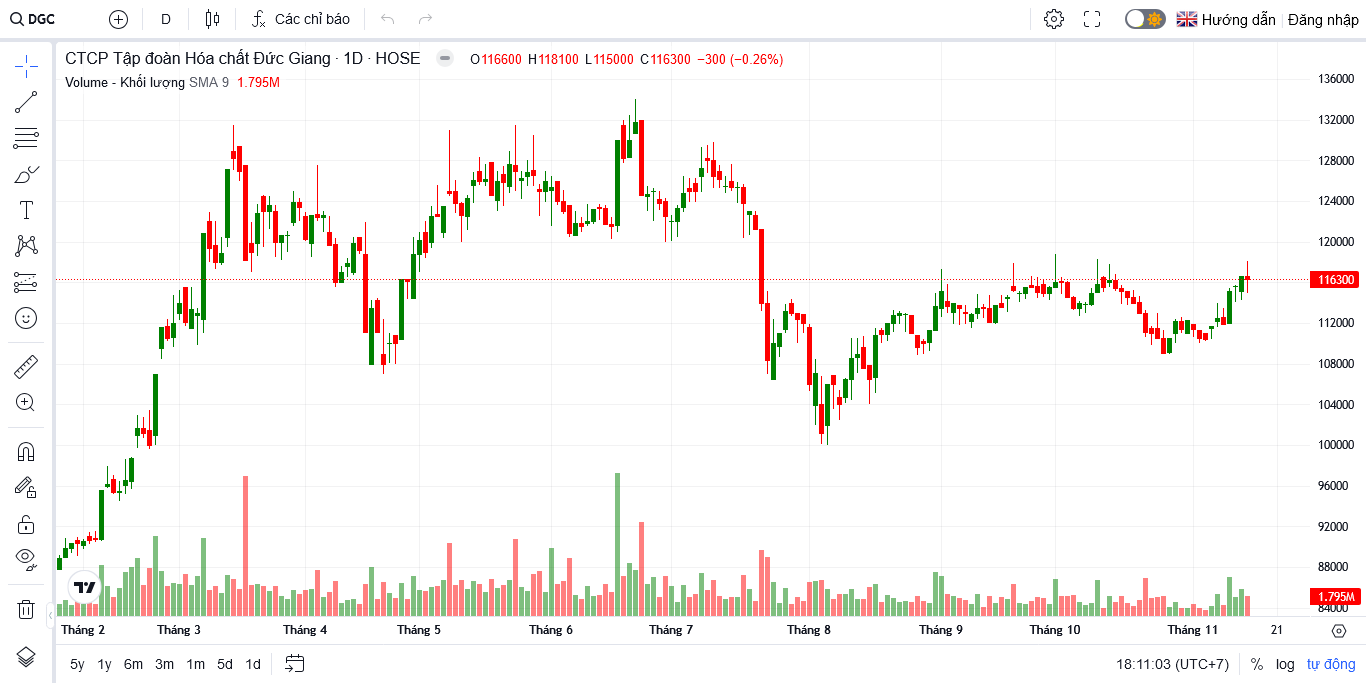 DGC D Các chỉ báo Hướng dẫn Đăng nhập
CTCP Tập đoàn Hóa chất Đức Giang · 1D · HOSE O116600 H118100 L115000 C116300 −300 (−0.26%)
Volume - Khối lượng SMA 9 1.795M
136000
132000
128000
124000
120000
116300
112000
108000
104000
100000
96000
92000
88000
1.795M
84000
Tháng 2 Tháng 3 Tháng 4 Tháng 5 Tháng 6 Tháng 7 Tháng 8 Tháng 9 Tháng 10 Tháng 11 21
5y 1y 6m 3m 1m 5d 1d 18:11:03 (UTC+7) % log tự động